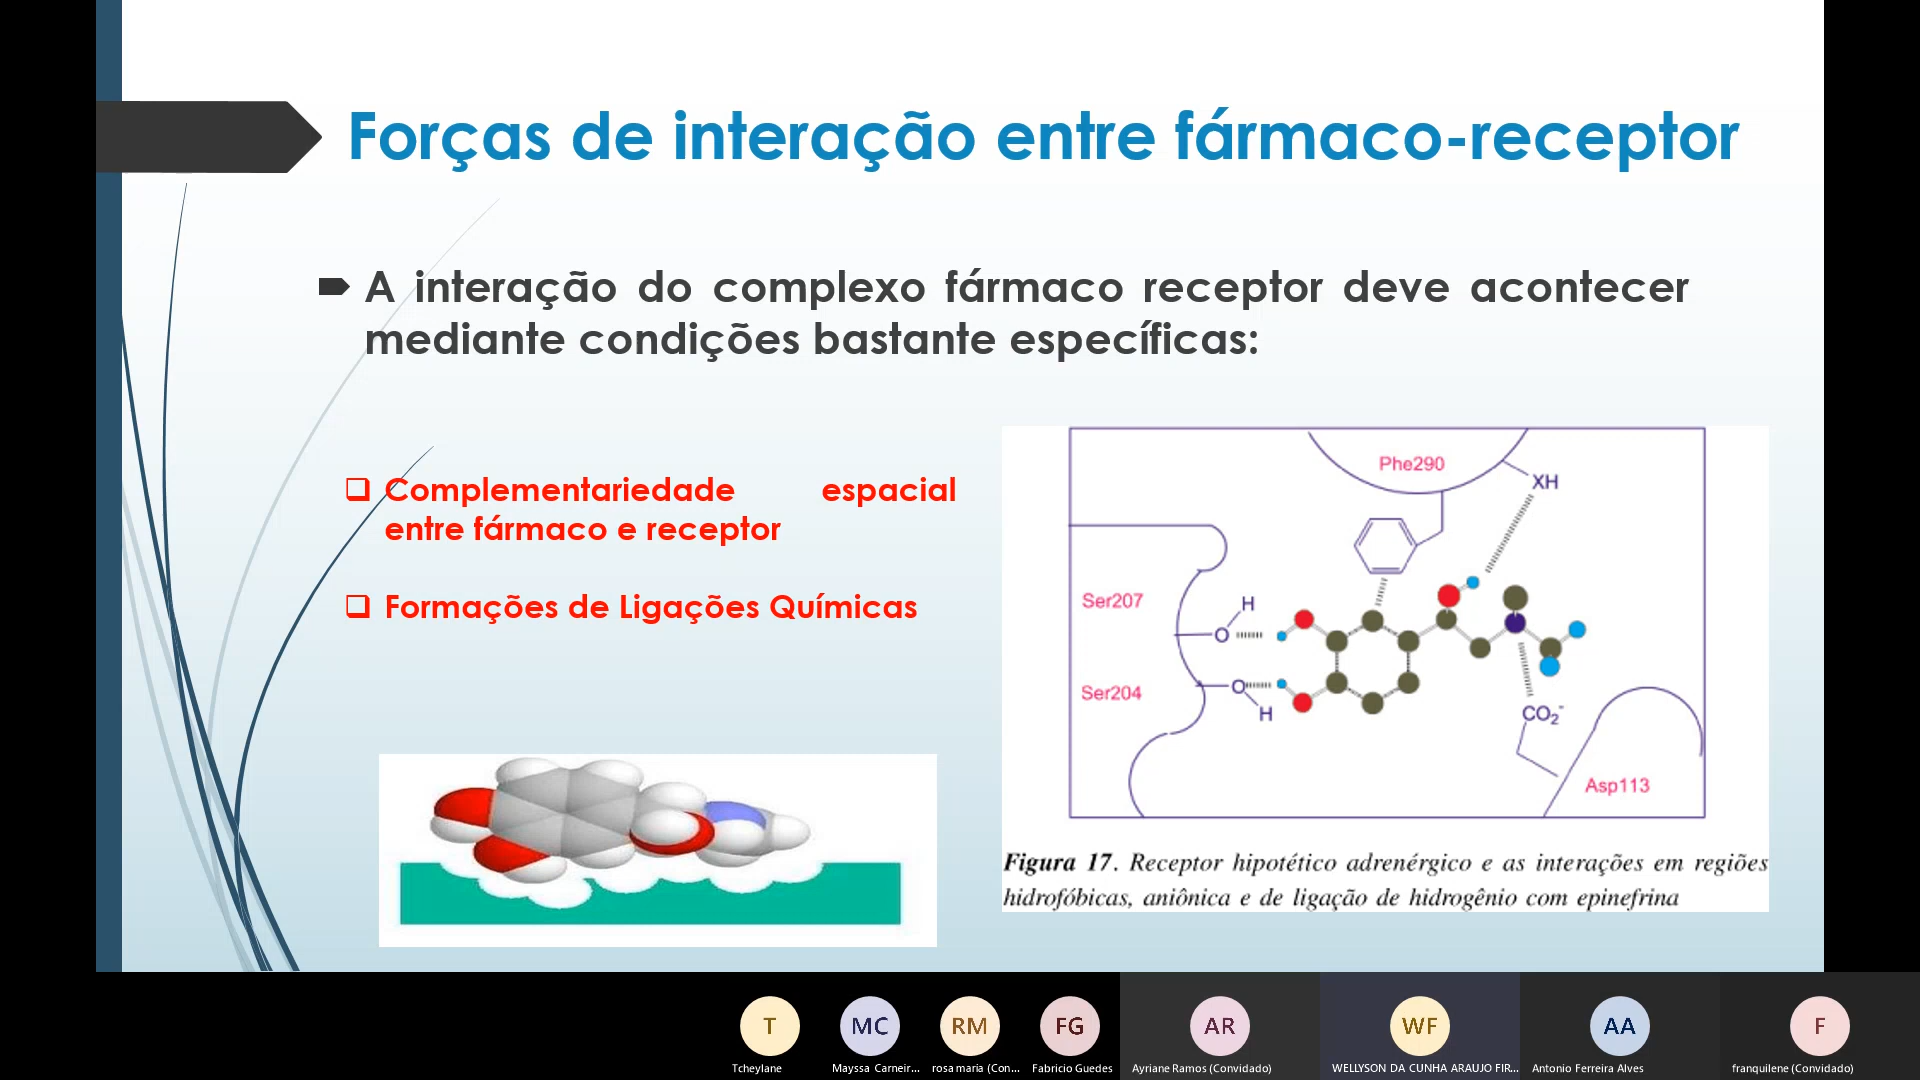 Forças de interação entre fármaco-receptor
A interação do complexo fármaco receptor deve acontecer
mediante condições bastante específicas:
Complementariedade espacial
entre fármaco e receptor
Formações de Ligações Químicas
Phe290
XH
Ser207
H
O
Ser204
O
H
CO2-
Asp113
Figura 17. Receptor hipotético adrenérgico e as interações em regiões
hidrofóbicas, aniônica e de ligação de hidrogênio com epinefrina
T
MC
RM
FG
AR
WF
AA
F
Tcheylane
Mayssa Carneir...
rosa maria (Con...
Fabricio Guedes
Ayriane Ramos (Convidado)
WELLYSON DA CUNHA ARAUJO FIR...
Antonio Ferreira Alves
franquilene (Convidado)